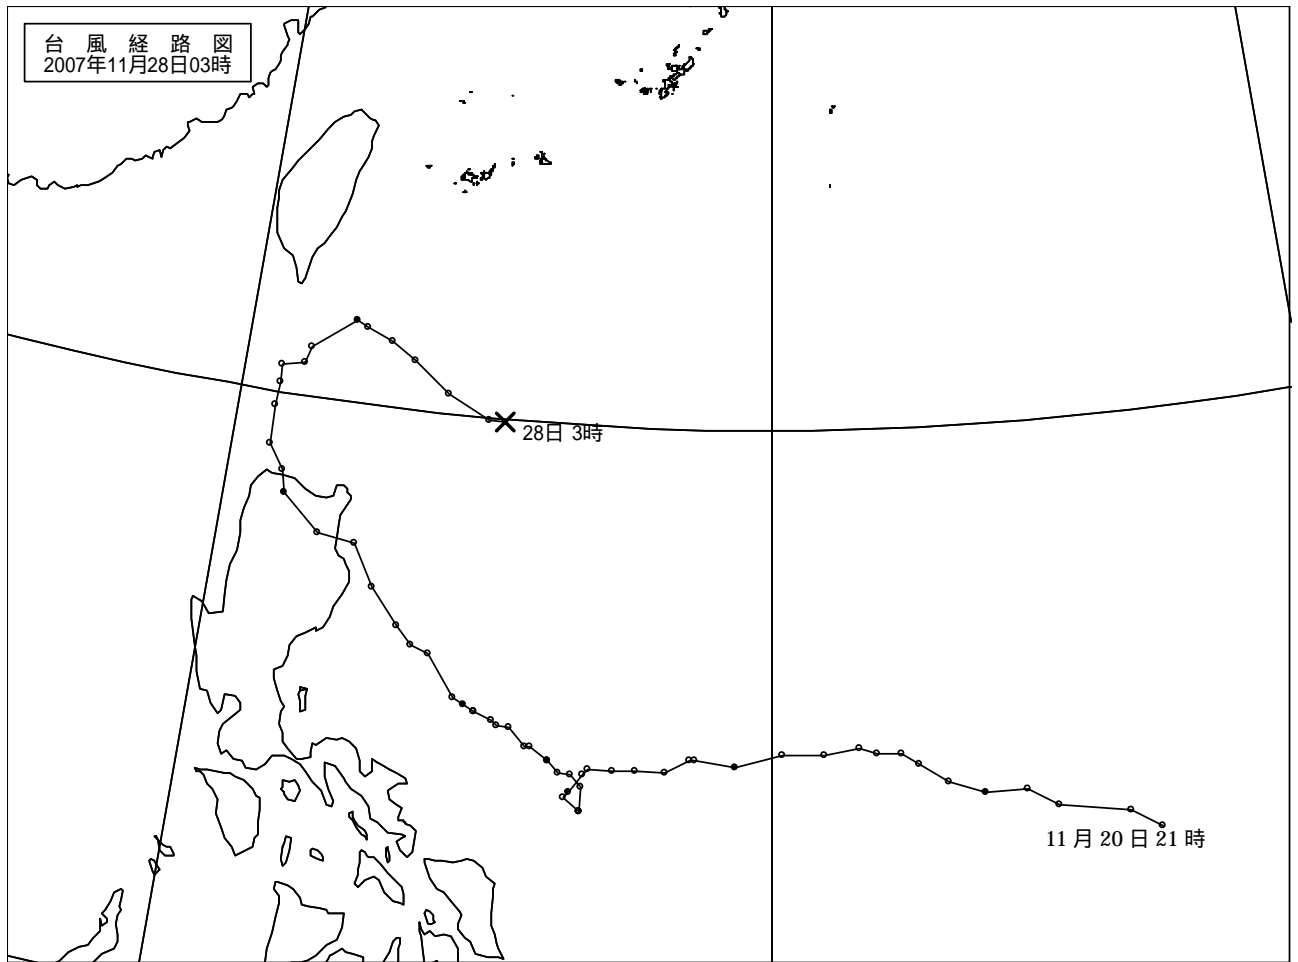 台 風 経 路 図
2007年11月28日03時
28日 3時
11 月 20 日 21 時